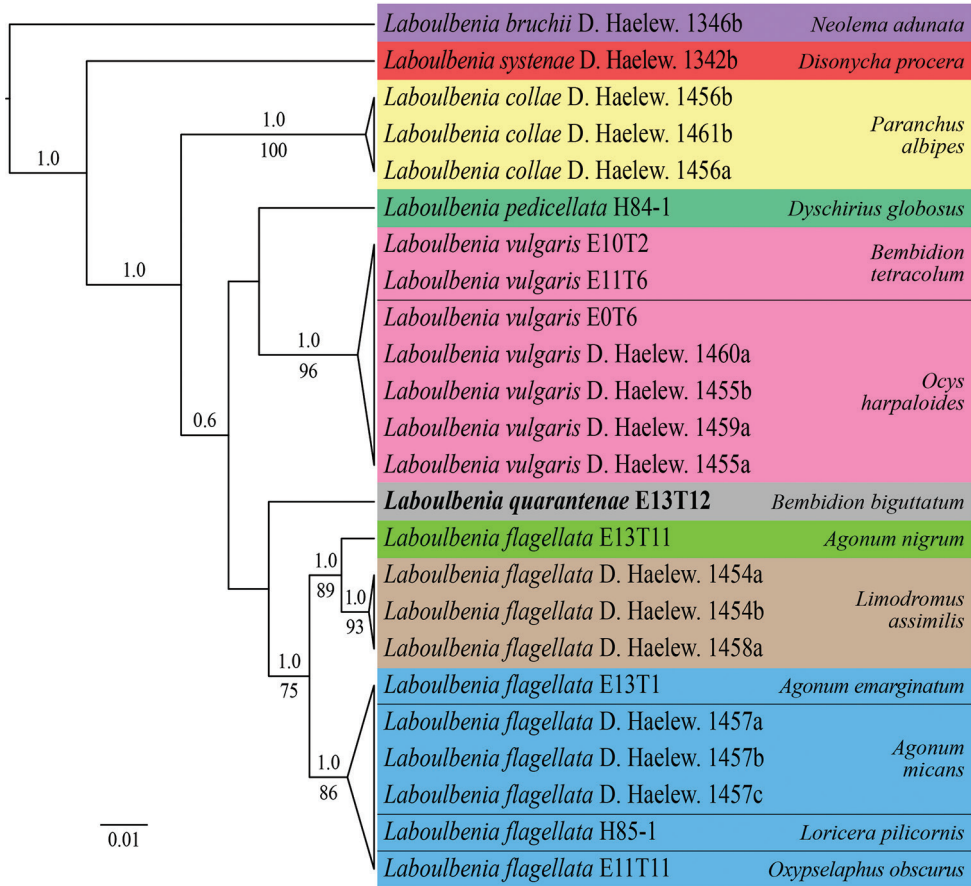 Laboulbenia bruchii D. Haelew. 1346b Neolema adunata
Laboulbenia systenae D. Haelew. 1342b Disonycha procera
Laboulbenia collae D. Haelew. 1456b
Laboulbenia collae D. Haelew. 1461b
Laboulbenia collae D. Haelew. 1456a
Paranchus
albipes
Laboulbenia pedicellata H84-1 Dyschirius globosus
Laboulbenia vulgaris E10T2
Laboulbenia vulgaris E11T6
Bembidion
tetracolum
Laboulbenia vulgaris E0T6
Laboulbenia vulgaris D. Haelew. 1460a
Laboulbenia vulgaris D. Haelew. 1455b
Laboulbenia vulgaris D. Haelew. 1459a
Laboulbenia vulgaris D. Haelew. 1455a
Ocys
harpaloides
Laboulbenia quarantenae E13T12 Bembidion biguttatum
Laboulbenia flagellata E13T11 Agonum nigrum
Laboulbenia flagellata D. Haelew. 1454a
Laboulbenia flagellata D. Haelew. 1454b
Laboulbenia flagellata D. Haelew. 1458a
Limodromus
assimilis
Laboulbenia flagellata E13T1 Agonum emarginatum
Laboulbenia flagellata D. Haelew. 1457a
Laboulbenia flagellata D. Haelew. 1457b
Laboulbenia flagellata D. Haelew. 1457c
Agonum
micans
Laboulbenia flagellata H85-1 Loricera pilicornis
Laboulbenia flagellata E11T11 Oxypselaphus obscurus
1.0
1.0
100
1.0
1.0
96
0.6
1.0
89
1.0
93
1.0
75
1.0
86
0.01